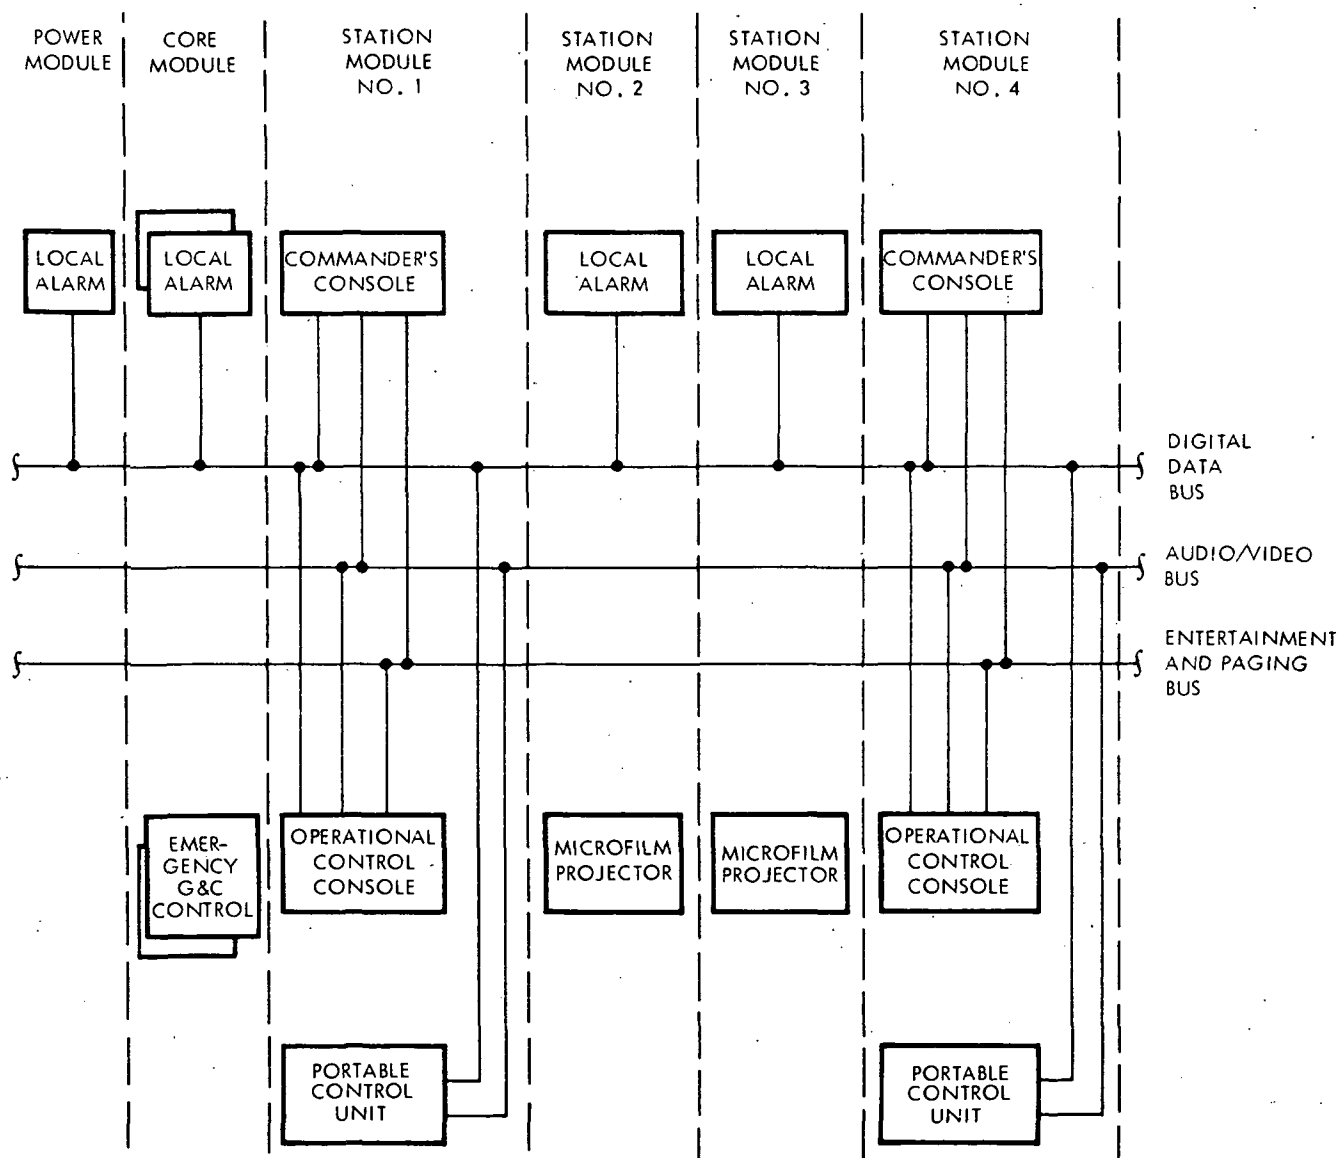 POWER
MODULE
CORE
MODULE
STATION
MODULE
NO. 1
STATION
MODULE
NO. 2
STATION
MODULE
NO. 3
STATION
MODULE
NO. 4
LOCAL
ALARM
LOCAL
ALARM
COMMANDER'S
CONSOLE
LOCAL
ALARM
LOCAL
ALARM
COMMANDER'S
CONSOLE
DIGITAL
DATA
BUS
AUDIO/VIDEO
BUS
ENTERTAINMENT
AND PAGING
BUS
EMER-
GENCY
G&C
CONTROL
OPERATIONAL
CONTROL
CONSOLE
MICROFILM
PROJECTOR
MICROFILM
PROJECTOR
OPERATIONAL
CONTROL
CONSOLE
PORTABLE
CONTROL
UNIT
PORTABLE
CONTROL
UNIT